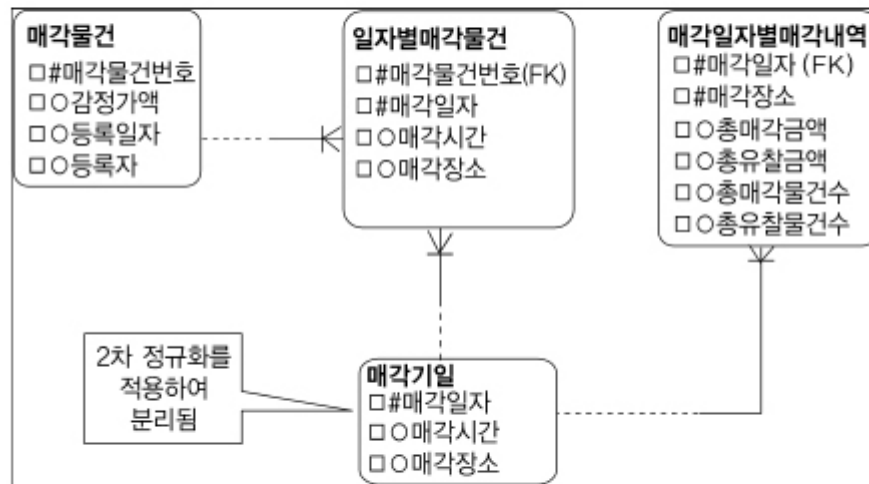 매각물건
□#매각물건번호
□○감정가액
□○등록일자
□○등록자
일자별매각물건
□#매각물건번호(FK)
□#매각일자
□○매각시간
□○매각장소
매각일자별매각내역
□#매각일자 (FK)
□#매각장소
□○총매각금액
□○총유찰금액
□○총매각물건수
□○총유찰물건수
2차 정규화를
적용하여
분리됨
매각기일
□#매각일자
□○매각시간
□○매각장소